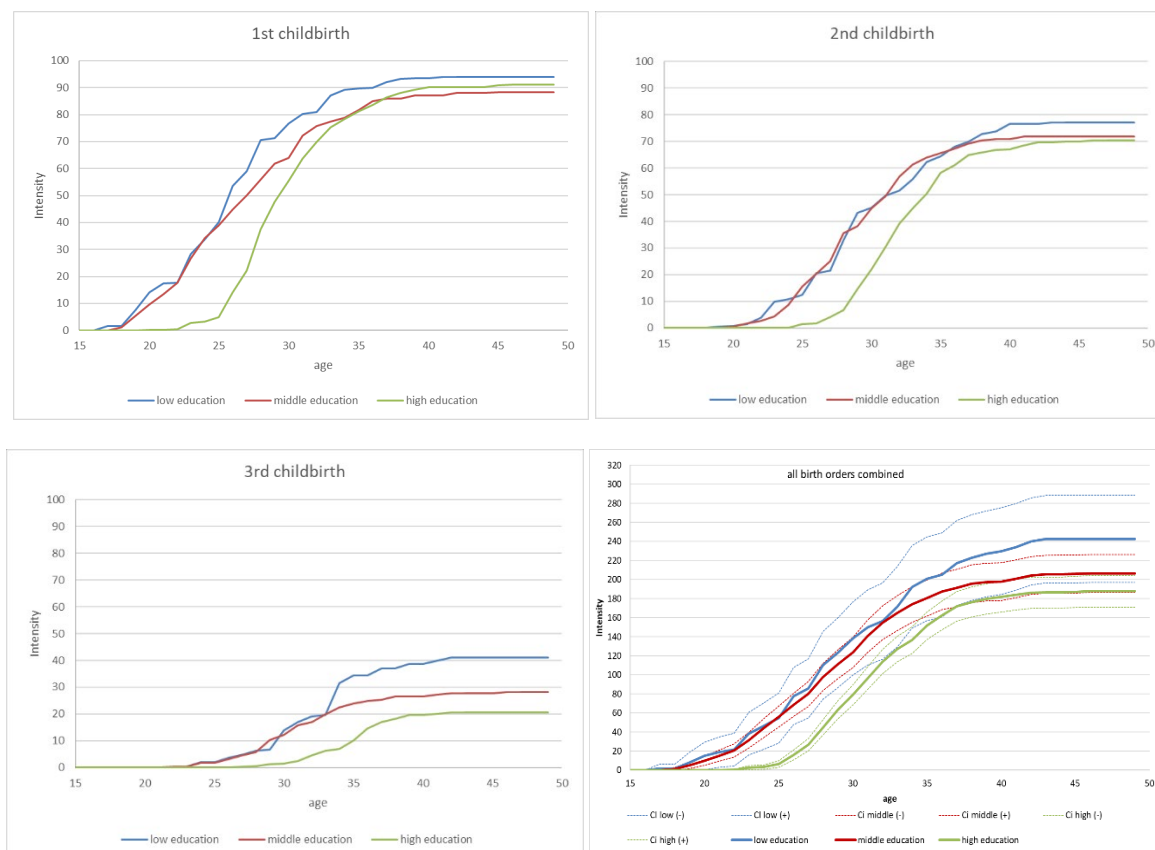 1st childbirth
100
90
80
70
60
50
40
30
20
10
0
Intensity
15 20 25 30 35 40 45 50
age
low education middle education high education
2nd childbirth
100
90
80
70
60
50
40
30
20
10
0
Intensity
15 20 25 30 35 40 45 50
age
low education middle education high education
3rd childbirth
100
90
80
70
60
50
40
30
20
10
0
Intensity
15 20 25 30 35 40 45 50
age
low education middle education high education
all birth orders combined
320
300
280
260
240
220
200
180
160
140
120
100
80
60
40
20
0
Intensity
15 20 25 30 35 40 45 50
age
CI low (-) CI low (+) Ci middle (-) Ci middle (+) Ci high (-)
Ci high (+) low education middle education high education